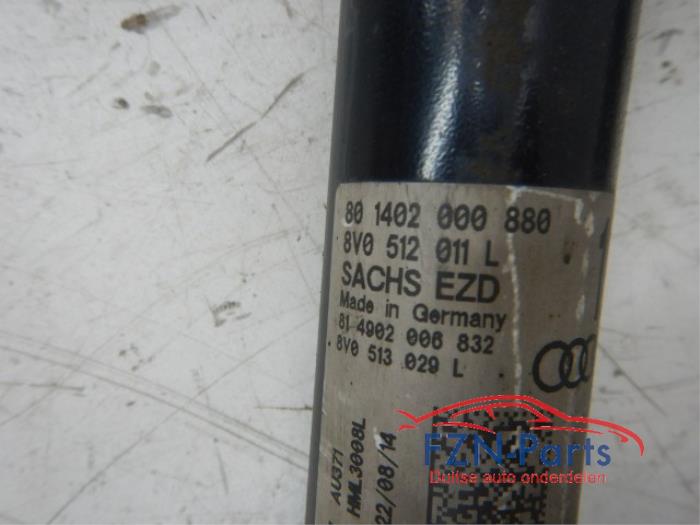 80 1402 000 880
8V0 512 011 L
SACHS EZD
Made in Germany
81 4902 006 832
8V0 513 029 L
AU371
HML3008L
22/08/14
FZN-Parts
Duitse auto onderdelen